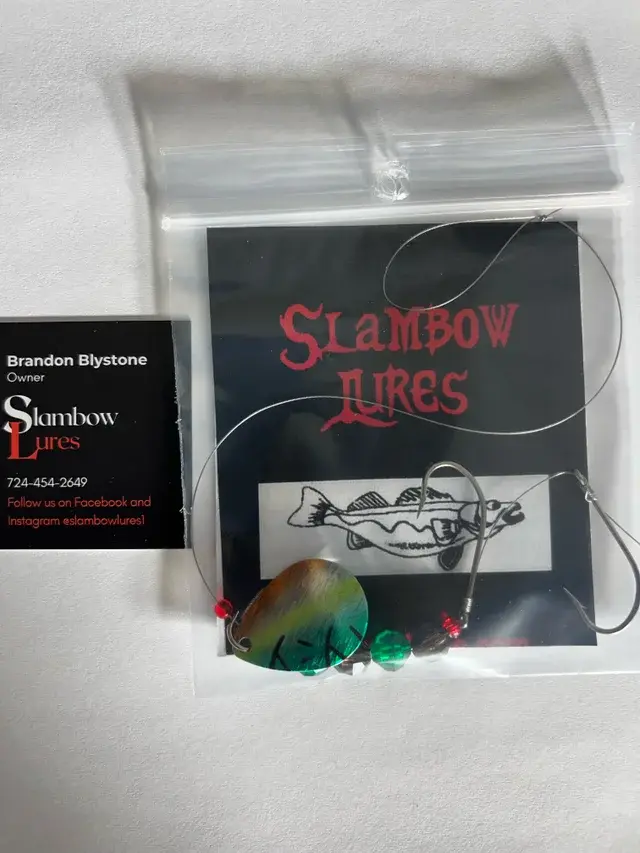 Brandon Blystone
Owner
Slambow
Lures
724-454-2649
Follow us on Facebook and
Instagram @slambowlures1
Slambow
Lures